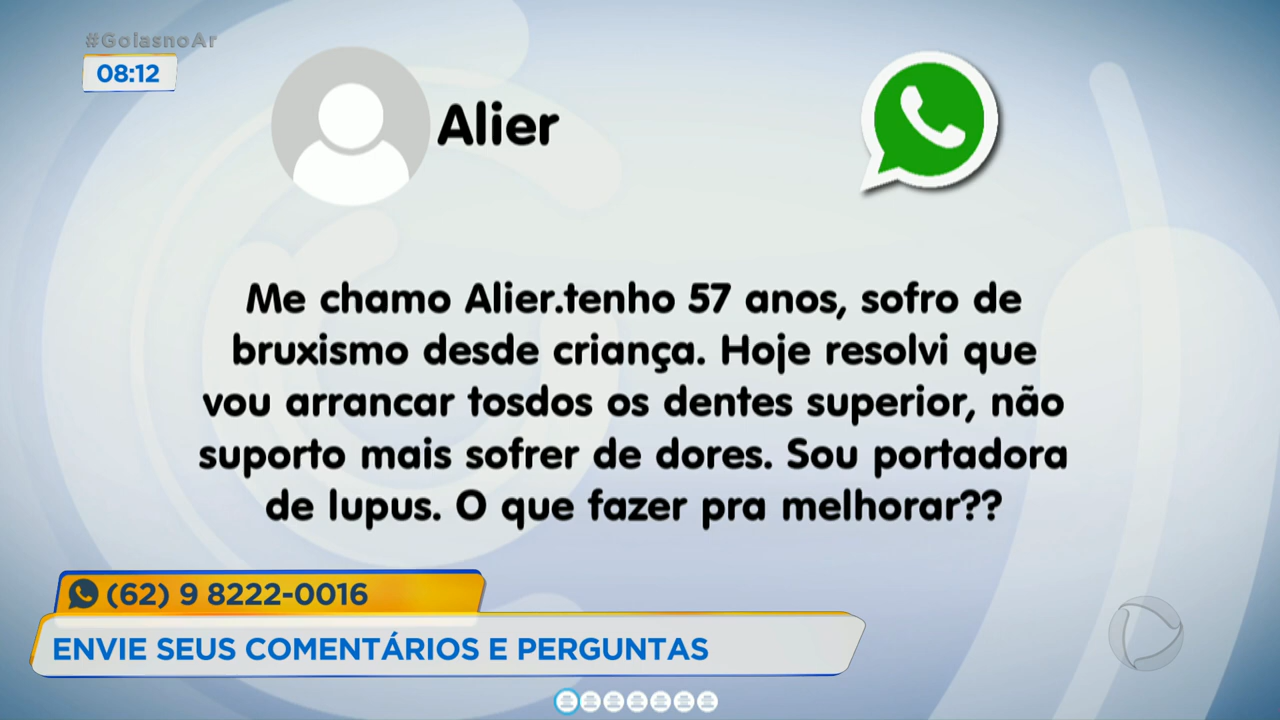 #GoiasnoAr
08:12
Alier
Me chamo Alier.tenho 57 anos, sofro de
bruxismo desde criança. Hoje resolvi que
vou arrancar tosdos os dentes superior, não
suporto mais sofrer de dores. Sou portadora
de lupus. O que fazer pra melhorar??
(62) 9 8222-0016
ENVIE SEUS COMENTÁRIOS E PERGUNTAS